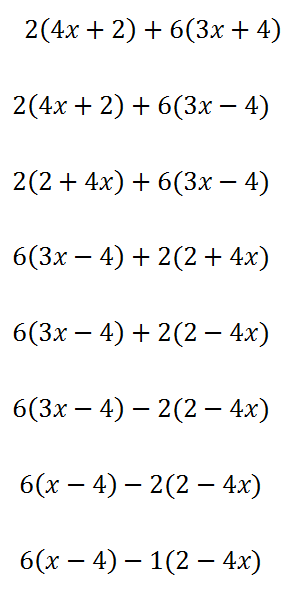 2(4𝑥 + 2) + 6(3𝑥 + 4)
2(4𝑥 + 2) + 6(3𝑥 − 4)
2(2 + 4𝑥) + 6(3𝑥 − 4)
6(3𝑥 − 4) + 2(2 + 4𝑥)
6(3𝑥 − 4) + 2(2 − 4𝑥)
6(3𝑥 − 4) − 2(2 − 4𝑥)
6(𝑥 − 4) − 2(2 − 4𝑥)
6(𝑥 − 4) − 1(2 − 4𝑥)